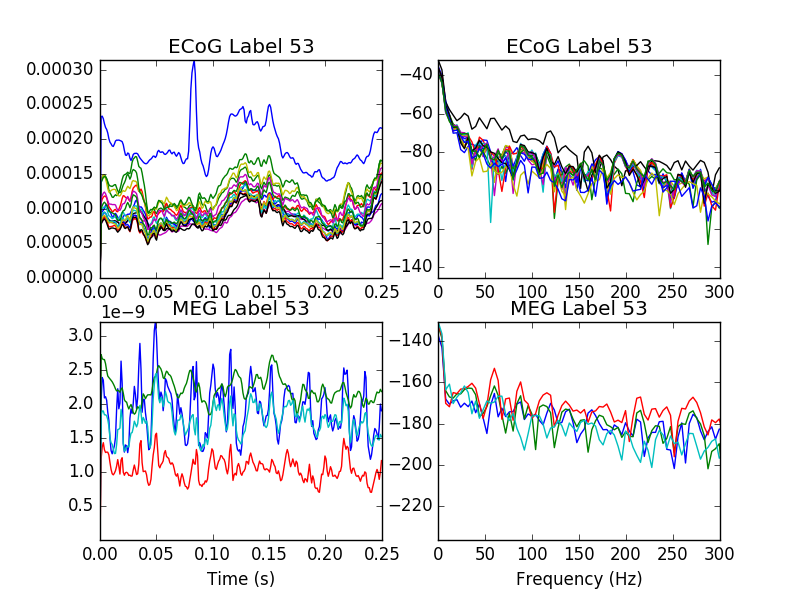 ECoG Label 53
ECoG Label 53
0.00030
0.00025
0.00020
0.00015
0.00010
0.00005
0.00000
0.00 0.05 0.10 0.15 0.20 0.25
−40
−60
−80
−100
−120
−140
0 50 100 150 200 250 300
1e−9
MEG Label 53
MEG Label 53
3.0
2.5
2.0
1.5
1.0
0.5
0.00 0.05 0.10 0.15 0.20 0.25
Time (s)
−140
−160
−180
−200
−220
0 50 100 150 200 250 300
Frequency (Hz)